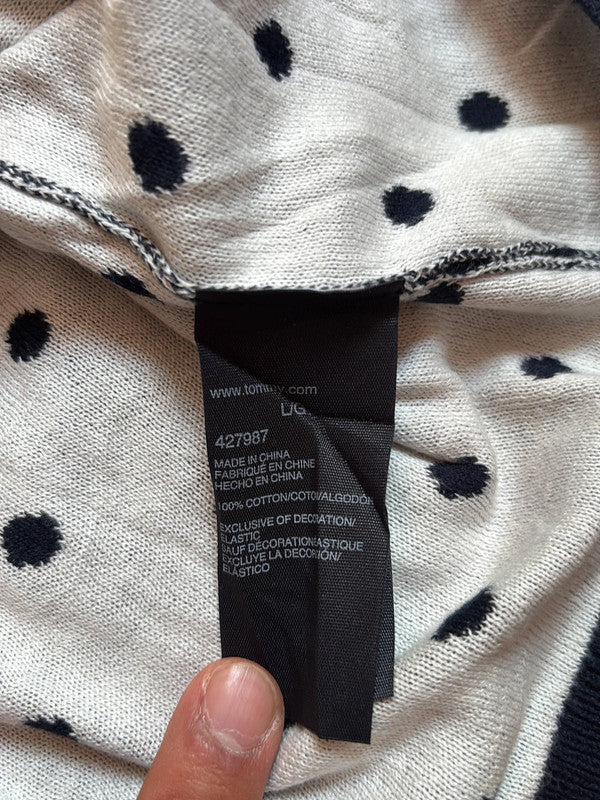 www.tommy.com
L/G
427987
MADE IN CHINA
FABRIQUÉ EN CHINE
HECHO EN CHINA
100% COTTON/COTON/ALGODÓN
EXCLUSIVE OF DECORATION/
ELASTIC
SAUF DÉCORATION/ELASTIQUE
EXCLUYE LA DECORACIÓN/
ELÁSTICO